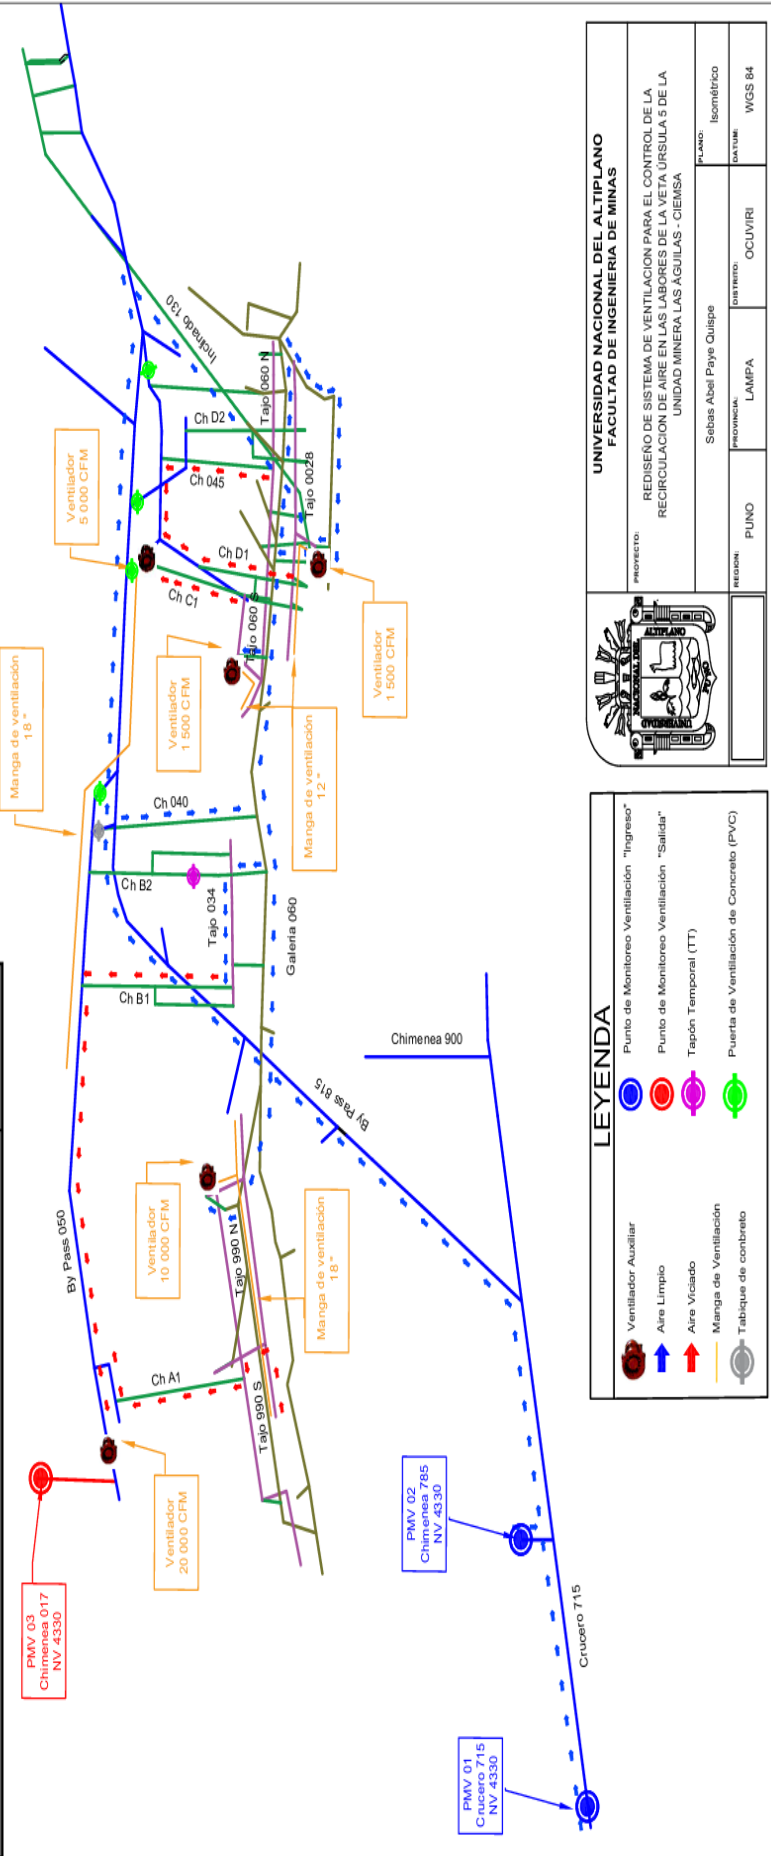 PMV 03
Chimenea 017
NV 4330
Ventilador
20 000 CFM
By Pass 050
Ch A1
Ventilador
10 000 CFM
Tajo 990 S
Tajo 990 N
Manga de ventilación
18 "
Manga de ventilación
18 "
Ch B1
Ch B2
Tajo 034
Ch 040
Galeria 060
Ventilador
5 000 CFM
Ventilador
1 500 CFM
Manga de ventilación
12 "
Ventilador
1 500 CFM
Ch C1
Ch D1
Ch 045
Ch D2
Tajo 060 S
Tajo 060 N
Tajo 0028
Inclinado 130
By Pass 815
Chimenea 900
PMV 02
Chimenea 785
NV 4330
PMV 01
Crucero 715
NV 4330
Crucero 715
LEYENDA
Ventilador Auxiliar
Aire Limpio
Aire Viciado
Manga de Ventilación
Tabique de conbreto
Punto de Monitoreo Ventilación "Ingreso"
Punto de Monitoreo Ventilación "Salida"
Tapón Temporal (TT)
Puerta de Ventilación de Concreto (PVC)
UNIVERSIDAD NACIONAL DEL ALTIPLANO
FACULTAD DE INGENIERIA DE MINAS
PROYECTO:
REDISEÑO DE SISTEMA DE VENTILACION PARA EL CONTROL DE LA
RECIRCULACION DE AIRE EN LAS LABORES DE LA VETA ÚRSULA 5 DE LA
UNIDAD MINERA LAS ÁGUILAS - CIEMSA
Sebas Abel Paye Quispe
PLANO:
Isométrico
REGION:
PUNO
PROVINCIA:
LAMPA
DISTRITO:
OCUVIRI
DATUM:
WGS 84
UNIVERSIDAD
NACIONAL DEL
ALTIPLANO
PUNO